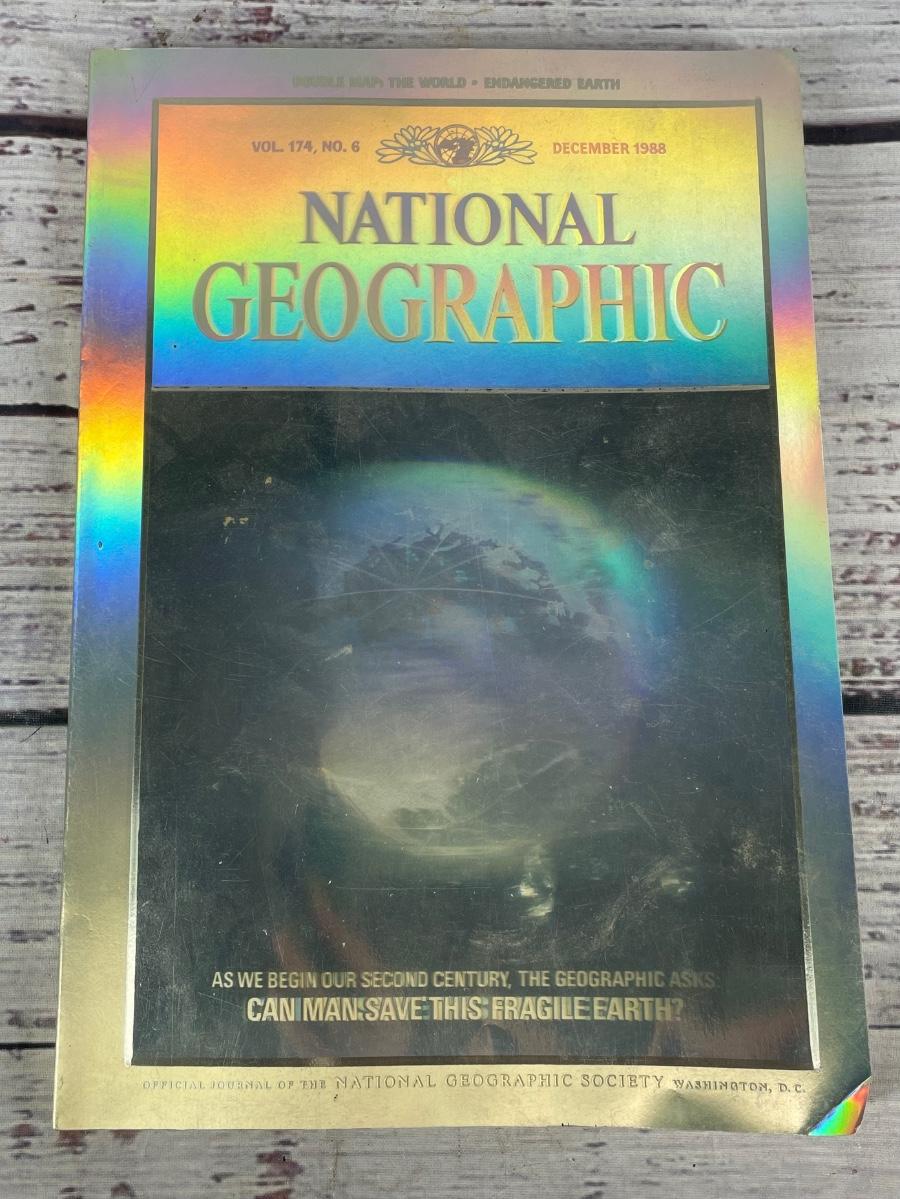 DOUBLE MAP: THE WORLD • ENDANGERED EARTH
VOL. 174, NO. 6 DECEMBER 1988
NATIONAL
GEOGRAPHIC
AS WE BEGIN OUR SECOND CENTURY, THE GEOGRAPHIC ASKS:
CAN MAN SAVE THIS FRAGILE EARTH?
OFFICIAL JOURNAL OF THE NATIONAL GEOGRAPHIC SOCIETY WASHINGTON, D.C.